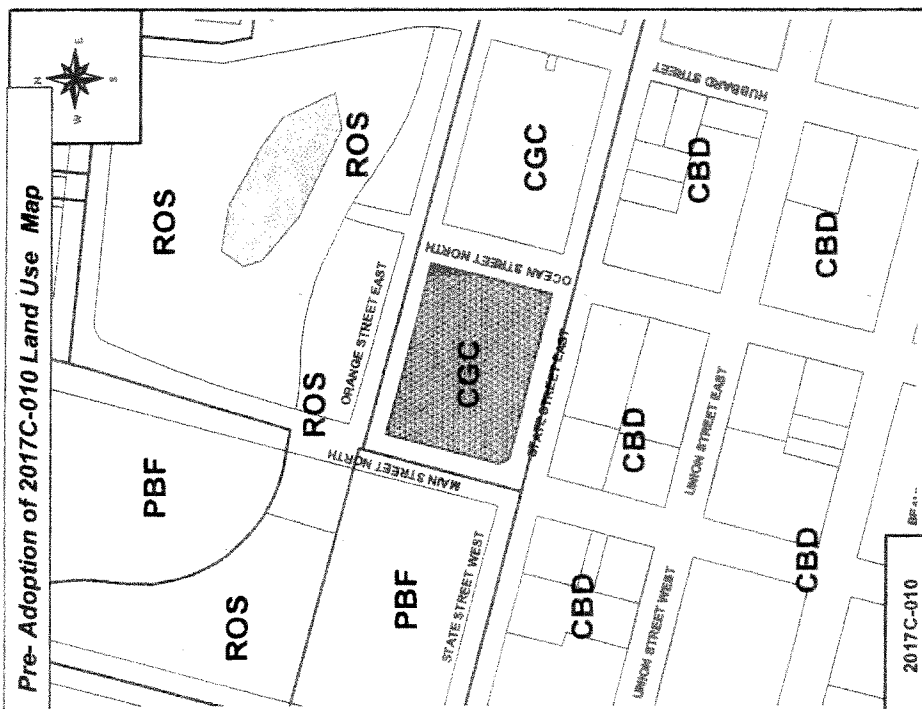 Pre- Adoption of 2017C-010 Land Use Map
N
W
E
S
ROS
ROS
PBF
ROS
ORANGE STREET EAST
ROS
CGC
OCEAN STREET NORTH
CGC
MAIN STREET NORTH
PBF
STATE STREET WEST
STATE STREET EAST
HUBBARD STREET
CBD
CBD
CBD
UNION STREET EAST
CBD
UNION STREET WEST
CBD
2017C-010